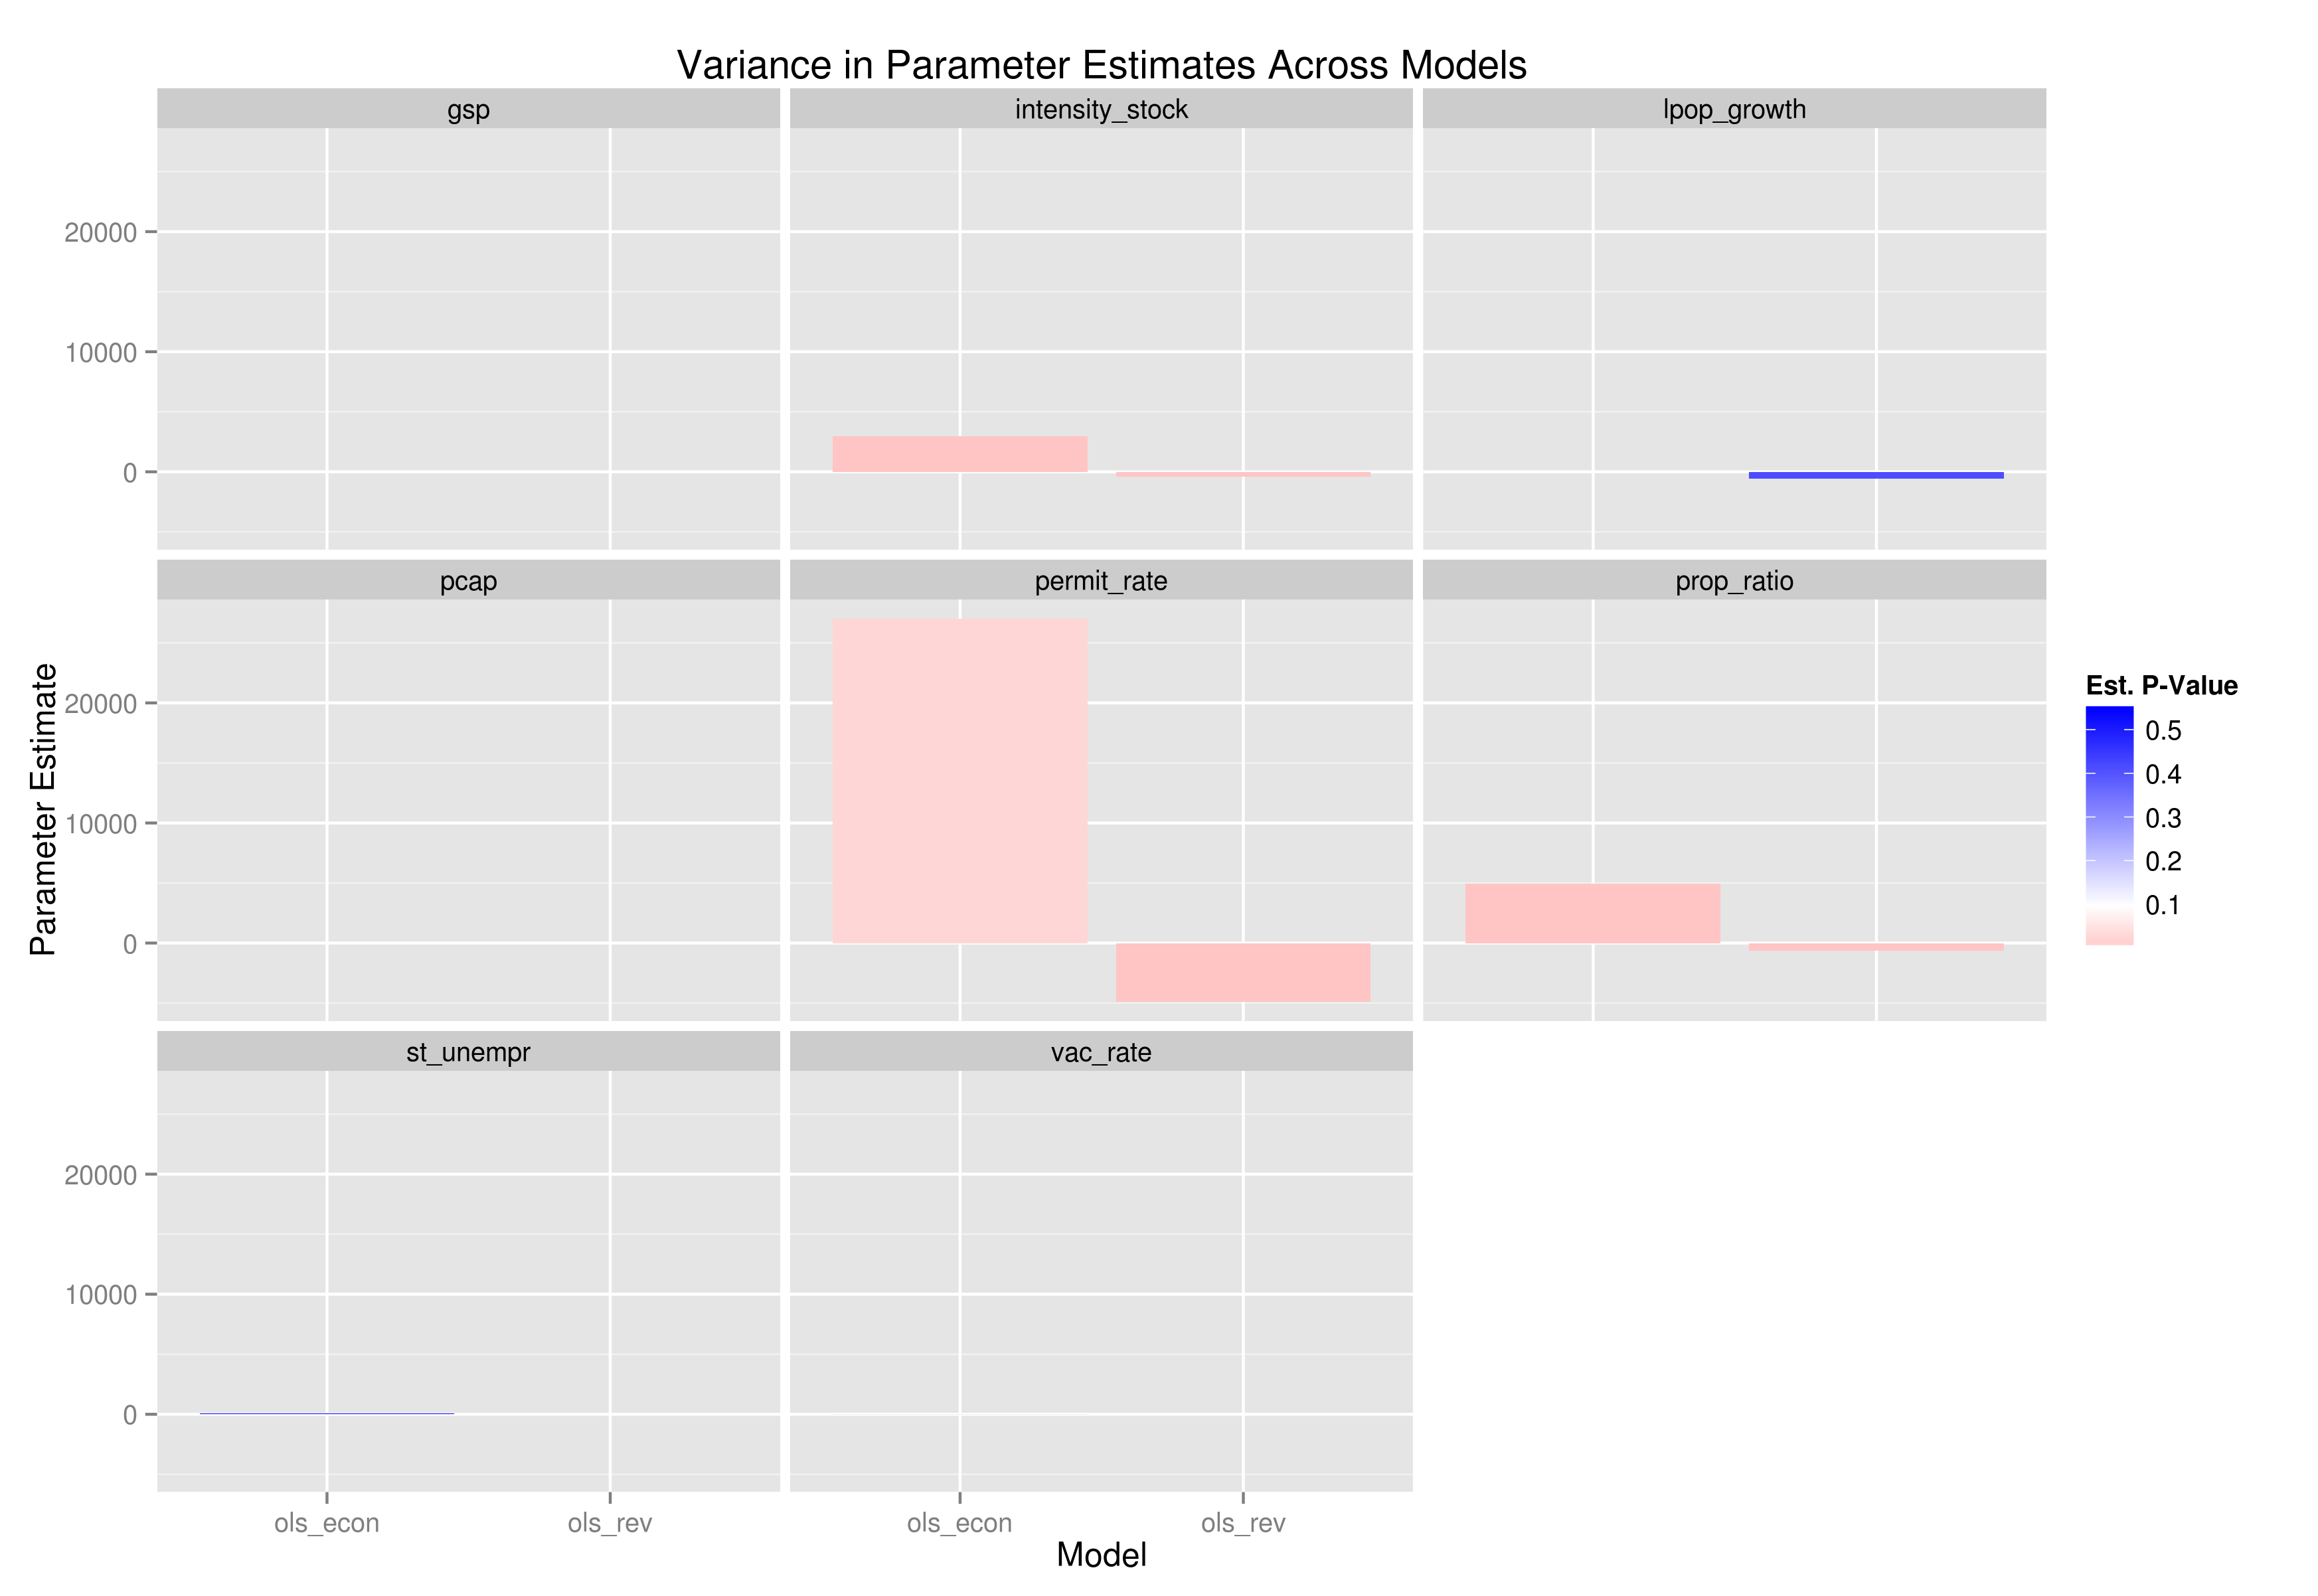 Variance in Parameter Estimates Across Models
gsp
intensity_stock
lpop_growth
20000
10000
0
pcap
permit_rate
prop_ratio
20000
10000
0
st_unempr
vac_rate
20000
10000
0
ols_econ
ols_rev
ols_econ
ols_rev
Model
Parameter Estimate
Est. P-Value
0.5
0.4
0.3
0.2
0.1